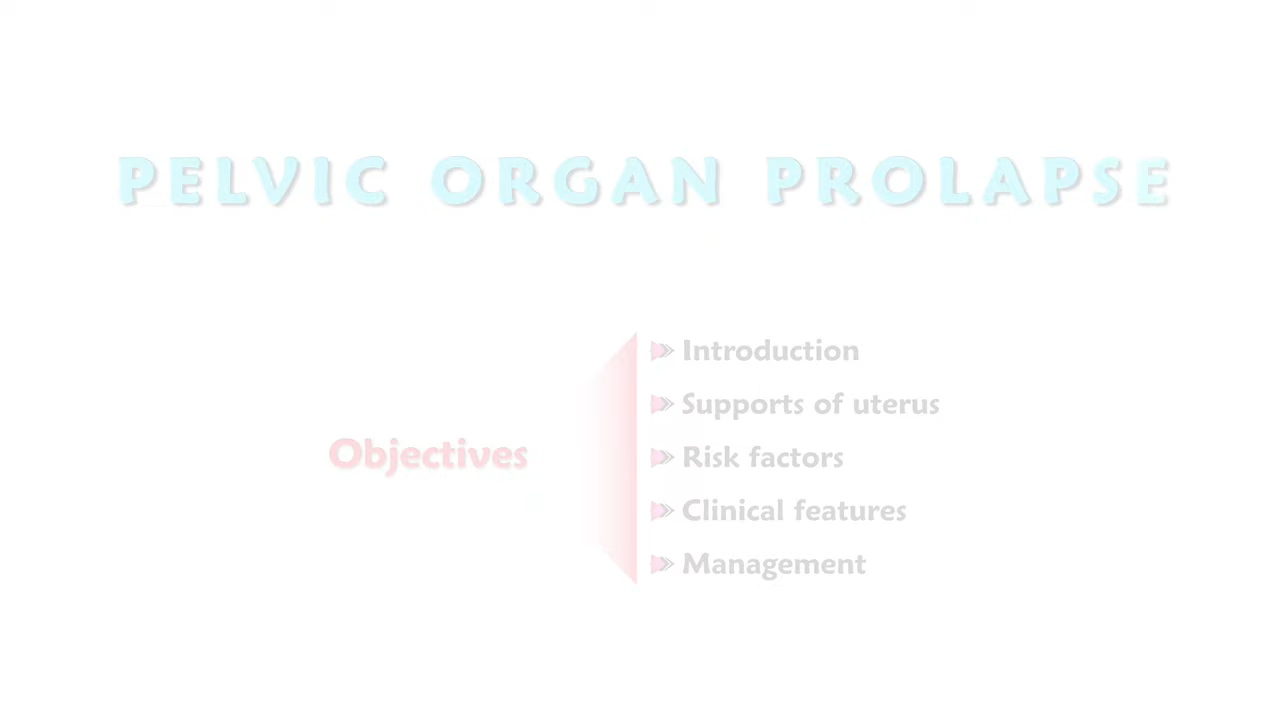 PELVIC ORGAN PROLAPSE
Objectives
Introduction
Supports of uterus
Risk factors
Clinical features
Management